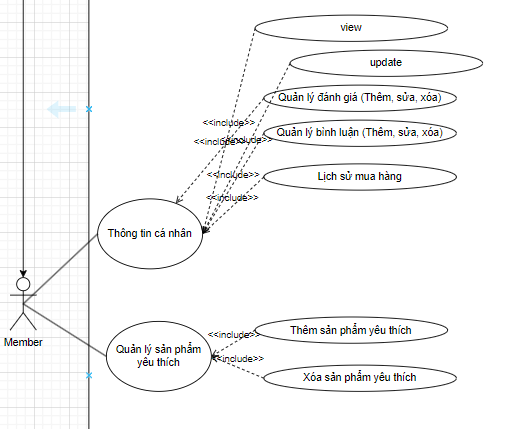 view
update
Quản lý đánh giá (Thêm, sửa, xóa)
<<include>>
Quản lý bình luận (Thêm, sửa, xóa)
<<include>>
<<include>>
<<include>>
Lịch sử mua hàng
<<include>>
Thông tin cá nhân
Member
<<include>>
Thêm sản phẩm yêu thích
Quản lý sản phẩm
yêu thích
<<include>>
Xóa sản phẩm yêu thích